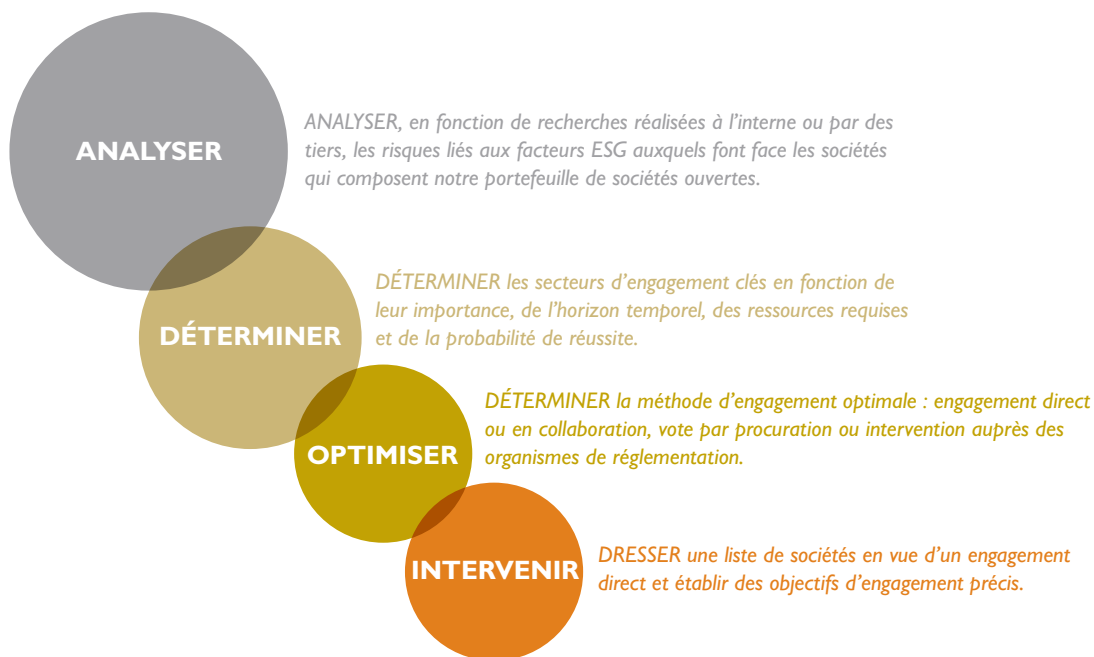 ANALYSER
ANALYSER, en fonction de recherches réalisées à l'interne ou par des
tiers, les risques liés aux facteurs ESG auxquels font face les sociétés
qui composent notre portefeuille de sociétés ouvertes.
DÉTERMINER
DÉTERMINER les secteurs d'engagement clés en fonction de
leur importance, de l'horizon temporel, des ressources requises
et de la probabilité de réussite.
OPTIMISER
DÉTERMINER la méthode d'engagement optimale : engagement direct
ou en collaboration, vote par procuration ou intervention auprès des
organismes de réglementation.
INTERVENIR
DRESSER une liste de sociétés en vue d'un engagement
direct et établir des objectifs d'engagement précis.